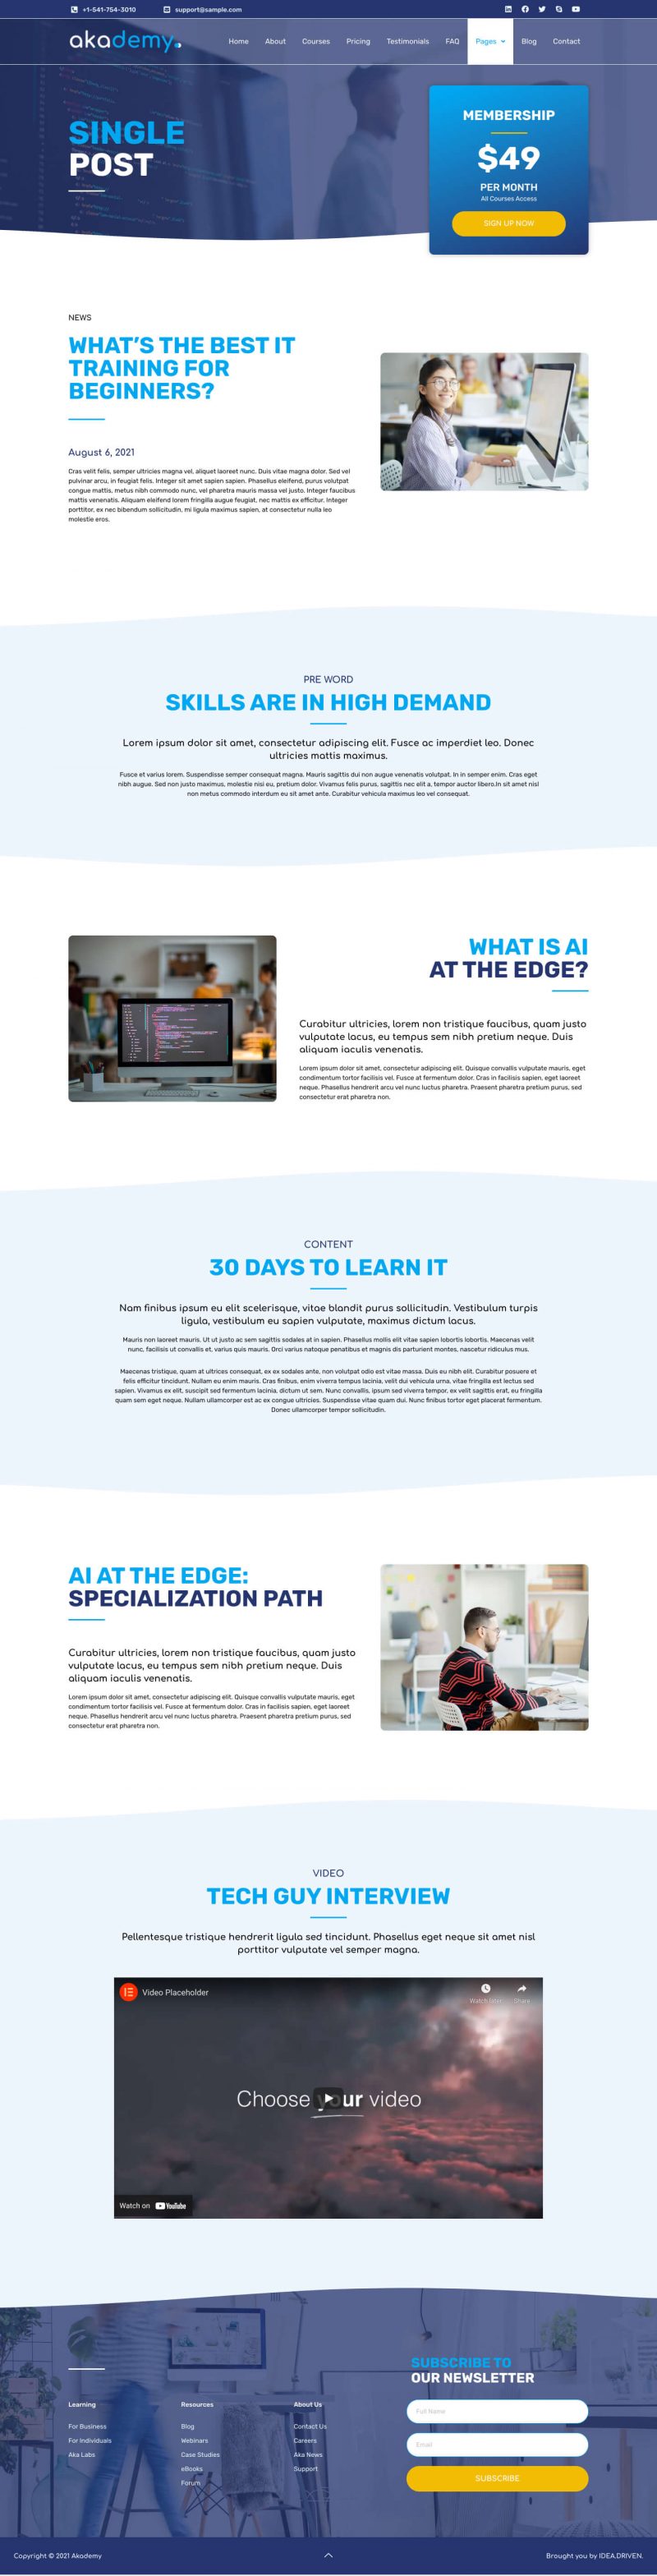 +1-541-754-3010 support@sample.com
akademy.
Home About Courses Pricing Testimonials FAQ Pages Blog Contact
SINGLE
POST
MEMBERSHIP
$49
PER MONTH
All Courses Access
SIGN UP NOW
NEWS
WHAT'S THE BEST IT
TRAINING FOR
BEGINNERS?
August 6, 2021
Cras velit felis, semper ultricies magna vel, aliquet laoreet nunc. Duis vitae magna dolor. Sed vel
pulvinar arcu, in feugiat felis. Integer sit amet sapien sapien. Phasellus eleifend, purus volutpat
congue mattis, metus nibh commodo nunc, vel pharetra mauris massa vel justo. Integer faucibus
mattis venenatis. Aliquam eleifend lorem fringilla augue feugiat, nec mattis ex efficitur. Integer
porttitor, ex nec bibendum sollicitudin, mi ligula maximus sapien, at consectetur nulla leo
molestie eros.
PRE WORD
SKILLS ARE IN HIGH DEMAND
Lorem ipsum dolor sit amet, consectetur adipiscing elit. Fusce ac imperdiet leo. Donec
ultricies mattis maximus.
Fusce et varius lorem. Suspendisse semper consequat magna. Mauris sagittis dui non augue venenatis volutpat. In in semper enim. Cras eget
nibh augue. Sed non justo maximus, molestie nisi eu, pretium dolor. Vivamus felis purus, sagittis nec elit a, tempor auctor libero.In sit amet nisl
non metus commodo interdum eu sit amet ante. Curabitur vehicula maximus leo vel consequat.
WHAT IS AI
AT THE EDGE?
Curabitur ultricies, lorem non tristique faucibus, quam justo
vulputate lacus, eu tempus sem nibh pretium neque. Duis
aliquam iaculis venenatis.
Lorem ipsum dolor sit amet, consectetur adipiscing elit. Quisque convallis vulputate mauris, eget
condimentum tortor facilisis vel. Fusce at fermentum dolor. Cras in facilisis sapien, eget laoreet
neque. Phasellus hendrerit arcu vel nunc luctus pharetra. Praesent pharetra pretium purus, sed
consectetur erat pharetra non.
CONTENT
30 DAYS TO LEARN IT
Nam finibus ipsum eu elit scelerisque, vitae blandit purus sollicitudin. Vestibulum turpis
ligula, vestibulum eu sapien vulputate, maximus dictum lacus.
Mauris non laoreet mauris. Ut ut justo ac sem sagittis sodales at in sapien. Phasellus mollis elit vitae sapien lobortis lobortis. Maecenas velit
nunc, facilisis ut convallis et, varius quis mauris. Orci varius natoque penatibus et magnis dis parturient montes, nascetur ridiculus mus.
Maecenas tristique, quam at ultrices consequat, ex ex sodales ante, non volutpat odio est vitae massa. Duis eu nibh elit. Curabitur posuere et
felis efficitur tincidunt. Nullam eu enim mauris. Cras finibus, enim viverra tempus lacinia, velit dui vehicula urna, vitae fringilla est lectus sed
sapien. Vivamus ex elit, suscipit sed fermentum lacinia, dictum ut sem. Nunc convallis, ipsum sed viverra tempor, ex velit sagittis erat, eu fringilla
quam sem eget neque. Nullam ullamcorper est ac ex congue ultricies. Suspendisse vitae quam dui. Nunc finibus tortor eget placerat fermentum.
Donec ullamcorper tempor sollicitudin.
AI AT THE EDGE:
SPECIALIZATION PATH
Curabitur ultricies, lorem non tristique faucibus, quam justo
vulputate lacus, eu tempus sem nibh pretium neque. Duis
aliquam iaculis venenatis.
Lorem ipsum dolor sit amet, consectetur adipiscing elit. Quisque convallis vulputate mauris, eget
condimentum tortor facilisis vel. Fusce at fermentum dolor. Cras in facilisis sapien, eget laoreet
neque. Phasellus hendrerit arcu vel nunc luctus pharetra. Praesent pharetra pretium purus, sed
consectetur erat pharetra non.
VIDEO
TECH GUY INTERVIEW
Pellentesque tristique hendrerit ligula sed tincidunt. Phasellus eget neque sit amet nisl
porttitor vulputate vel semper magna.
Video Placeholder
Watch later Share
Choose your video
Watch on YouTube
SUBSCRIBE TO
OUR NEWSLETTER
Learning Resources About Us
For Business Blog Contact Us
For Individuals Webinars Careers
Aka Labs Case Studies Aka News
eBooks Support
Forum
Full Name
Email
SUBSCRIBE
Copyright © 2021 Akademy
Brought you by IDEA.DRIVEN.